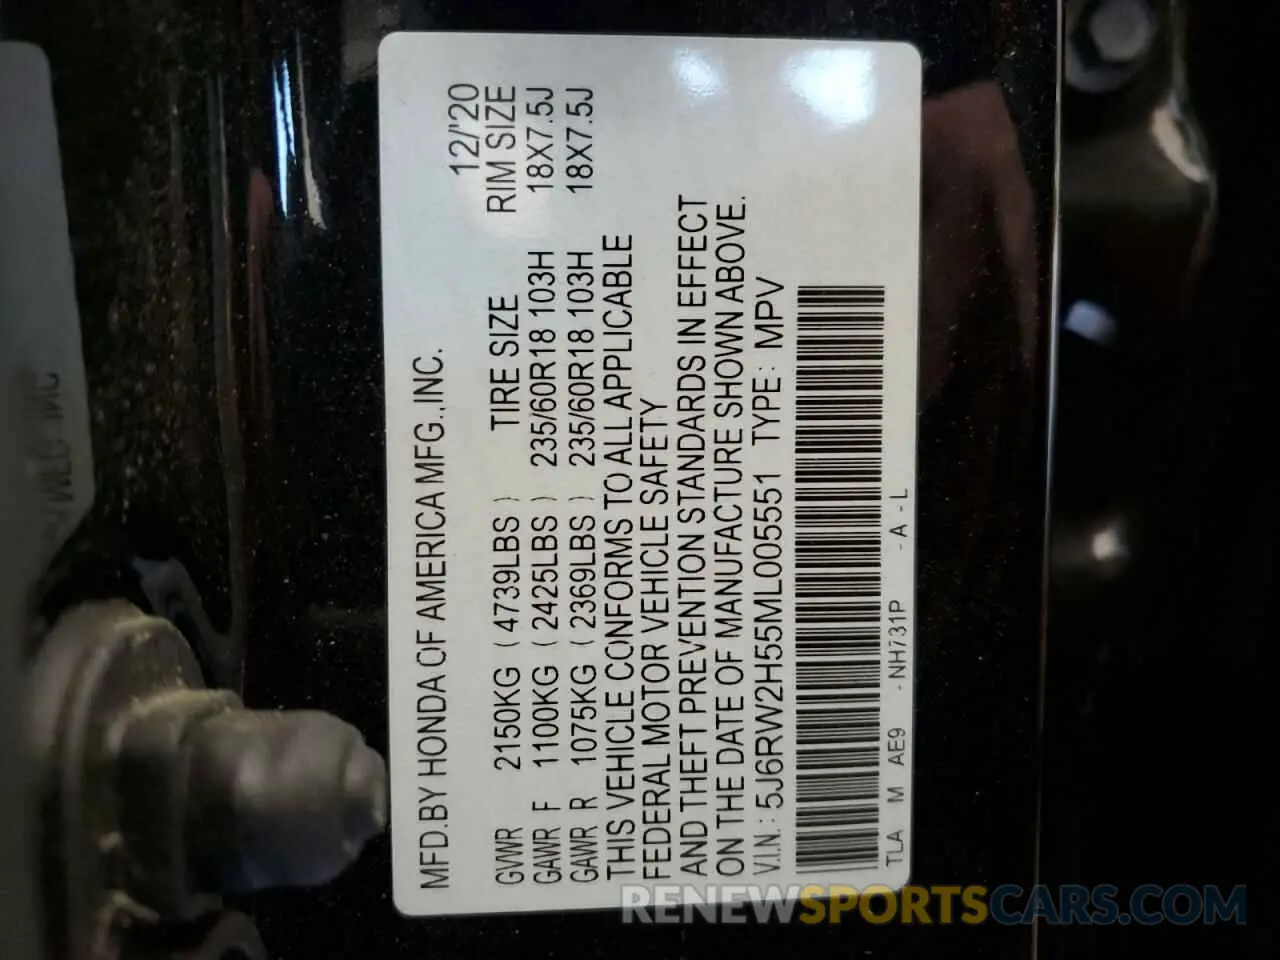 MFD.BY HONDA OF AMERICA MFG.,INC.
12/'20
GVWR 2150KG ( 4739LBS ) TIRE SIZE RIM SIZE
GAWR F 1100KG ( 2425LBS ) 235/60R18 103H 18X7.5J
GAWR R 1075KG ( 2369LBS ) 235/60R18 103H 18X7.5J
THIS VEHICLE CONFORMS TO ALL APPLICABLE
FEDERAL MOTOR VEHICLE SAFETY
AND THEFT PREVENTION STANDARDS IN EFFECT
ON THE DATE OF MANUFACTURE SHOWN ABOVE.
V.I.N.: 5J6RW2H55ML005551 TYPE: MPV
TLA M AE9 -NH731P -A-L
RENEWSPORTSCARS.COM